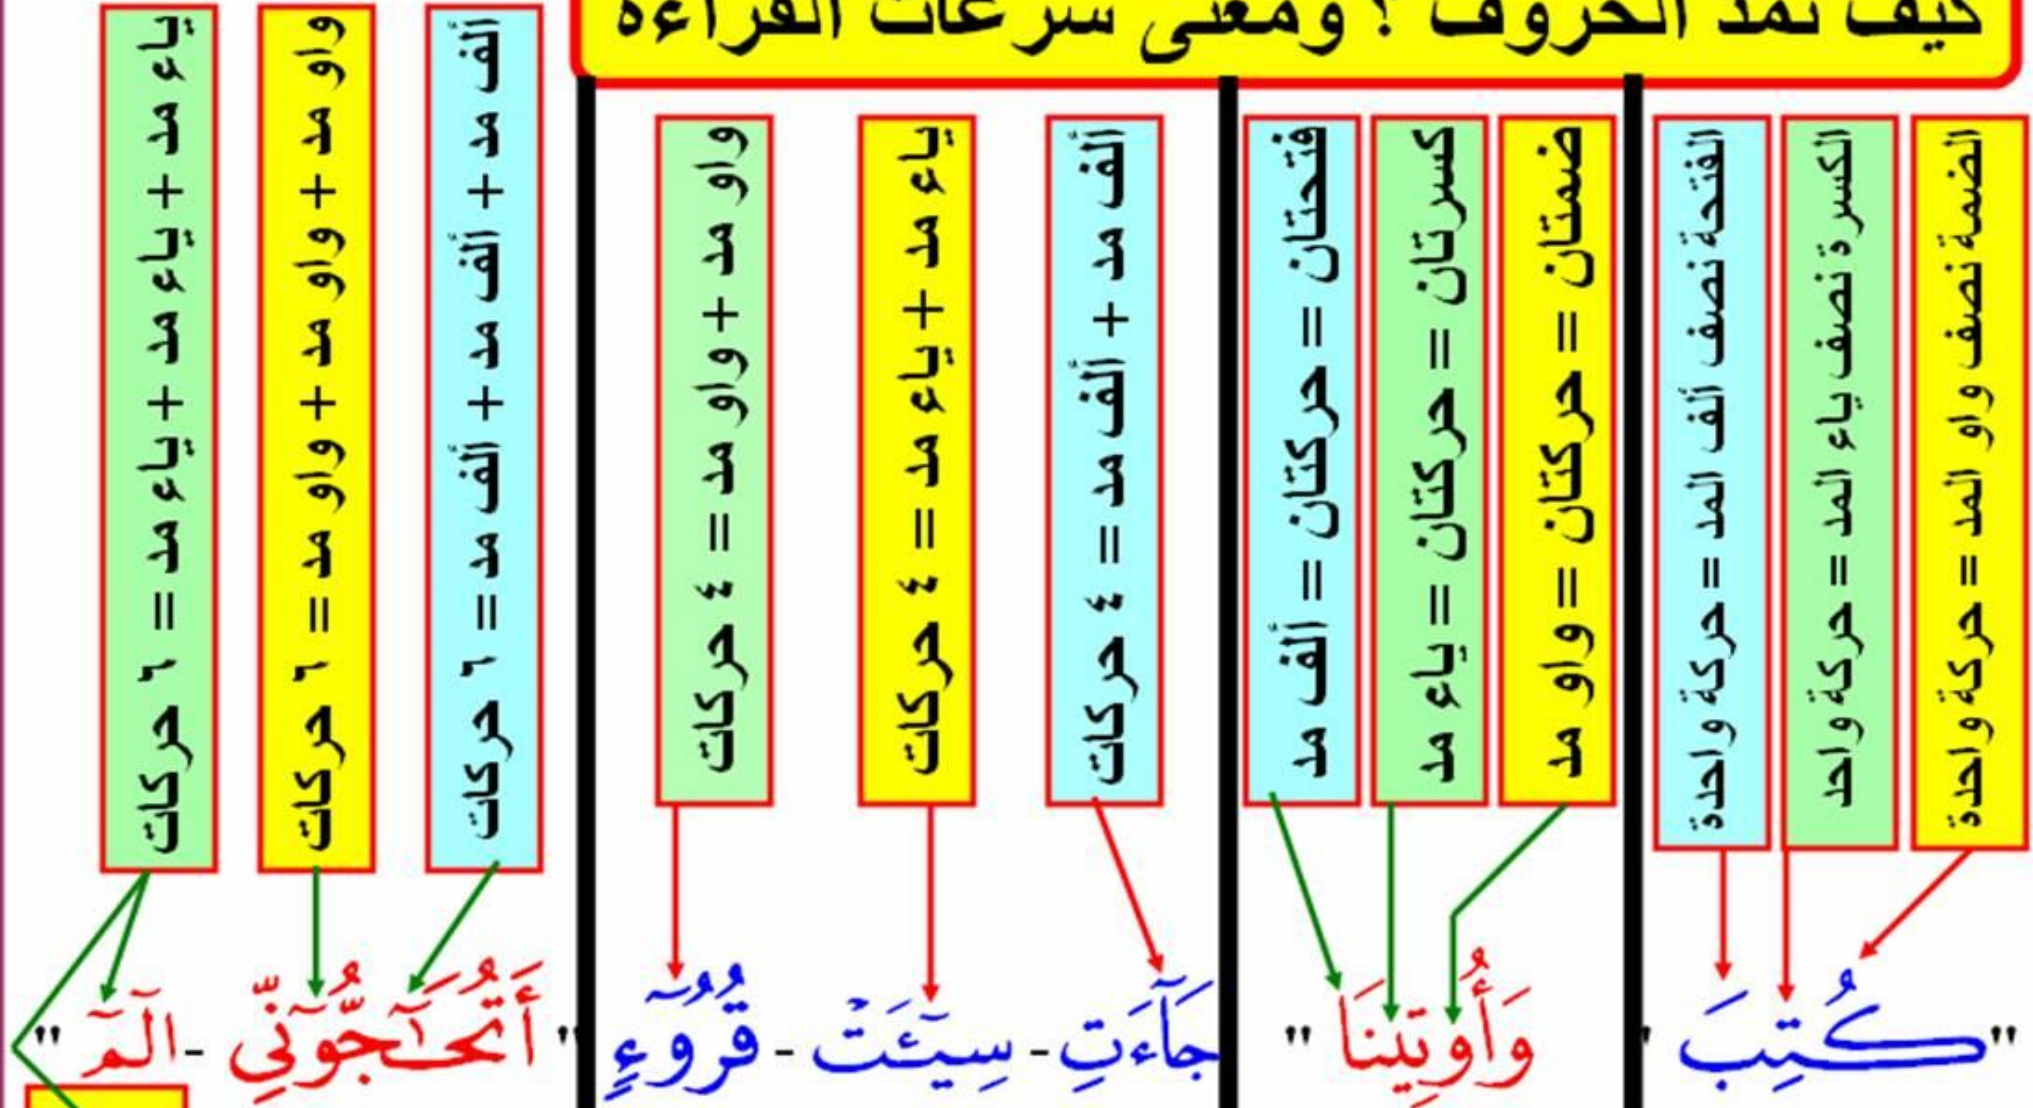 كيف نمد الحروف ؟ ومعنى سرعات القراءة
الضمة نصف واو المد = حركة واحدة
الكسرة نصف ياء المد = حركة واحد
الفتحة نصف ألف المد = حركة واحدة
"كُتِبَ"
ضمتان = حركتان = واو مد
كسرتان = حركتان = ياء مد
فتحتان = حركتان = ألف مد
وَأُوتِينَا "
ألف مد + ألف مد = ٤ حركات
ياء مد + ياء مد = ٤ حركات
واو مد + واو مد = ٤ حركات
جَآءَتِ - سِيٓـَٔتْ - قُرُوٓءٍ
ألف مد + ألف مد + ألف مد = ٦ حركات
واو مد + واو مد + واو مد = ٦ حركات
ياء مد + ياء مد + ياء مد = ٦ حركات
" أَتُحَـٰٓجُّوٓنِّي - الٓمٓ "